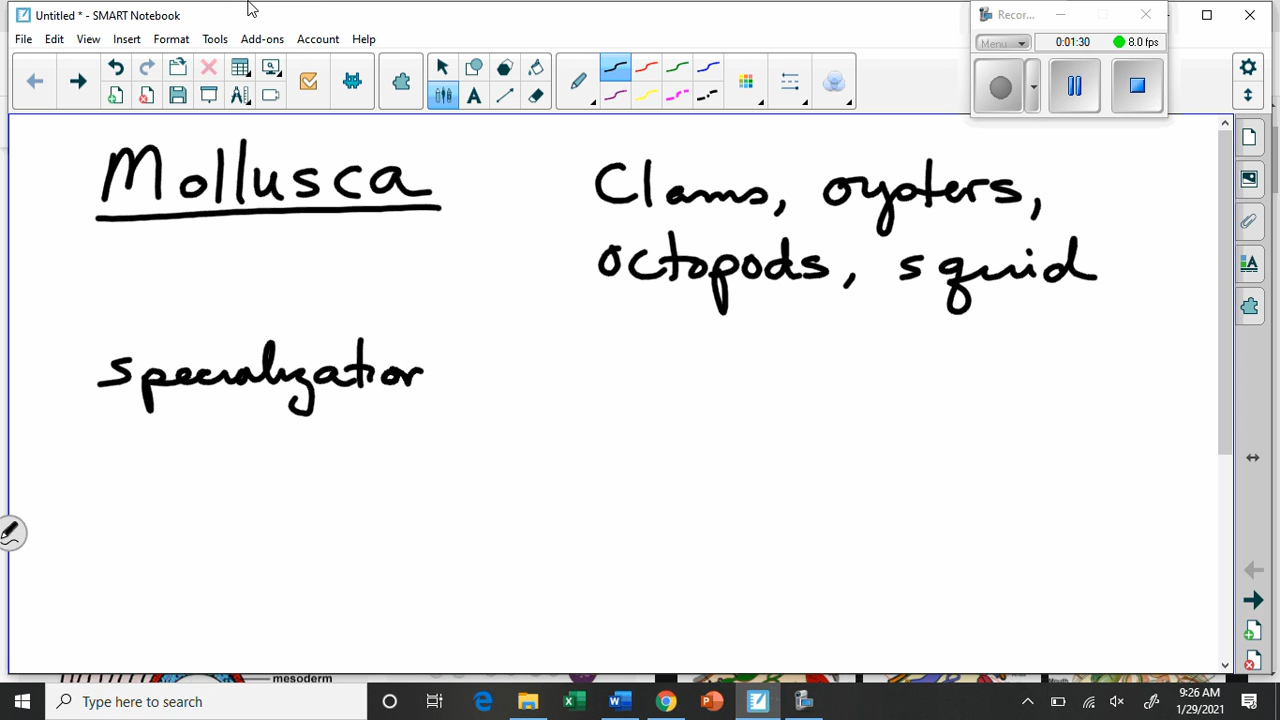 Untitled * - SMART Notebook
Recor...
File Edit View Insert Format Tools Add-ons Account Help
Menu
0:01:30
8.0 fps
Mollusca
Clams, oysters,
octopods, squid
specialization
mesoderm
Type here to search
9:26 AM
1/29/2021